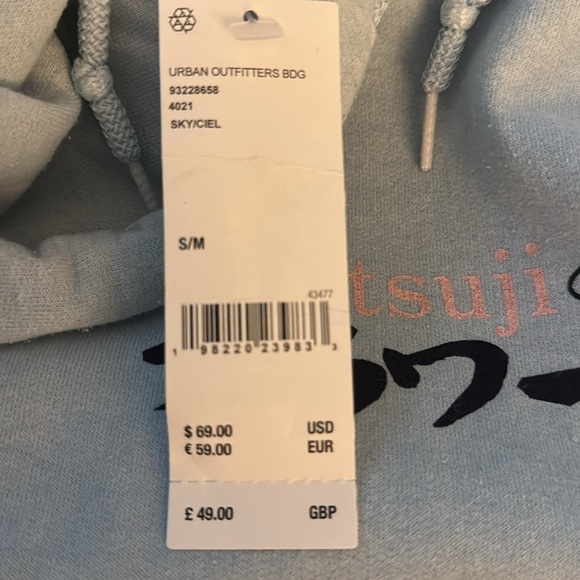 URBAN OUTFITTERS BDG
93228658
4021
SKY/CIEL
S/M
tsuji
43477
1 98220 23983 3
$ 69.00 USD
€ 59.00 EUR
£ 49.00 GBP